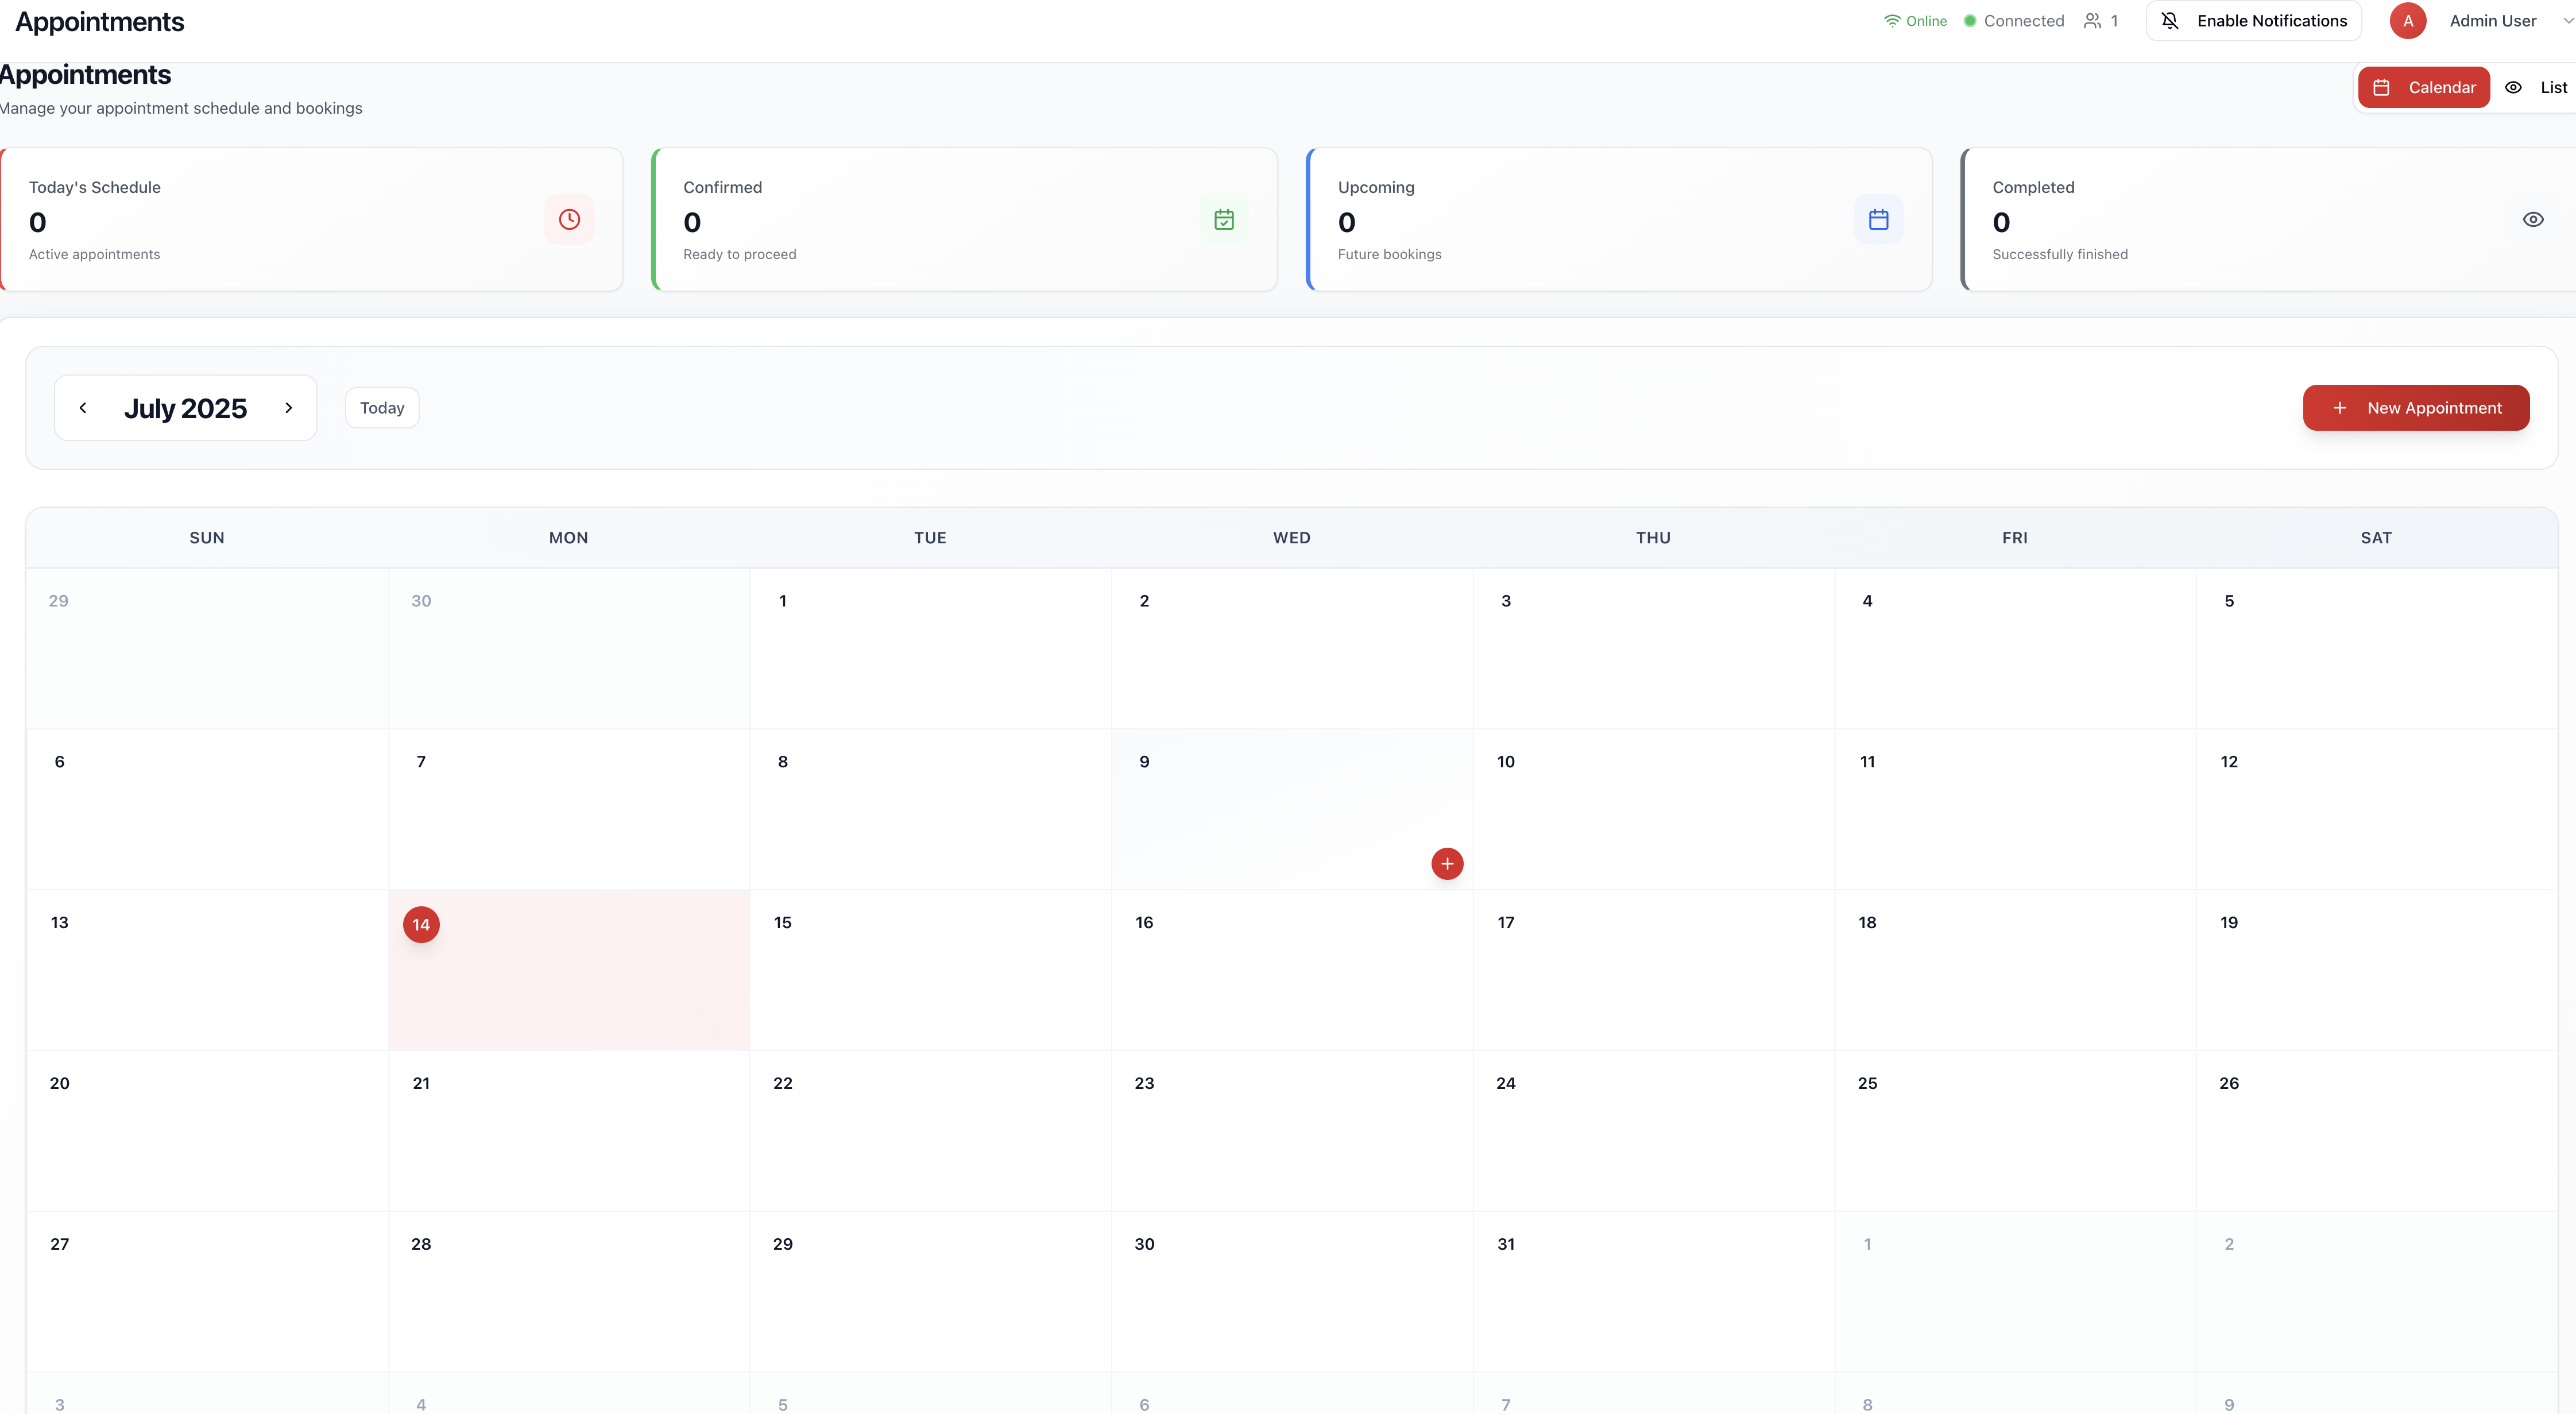 Appointments
Online Connected 1 Enable Notifications A Admin User
Appointments
Manage your appointment schedule and bookings
Calendar List
Today's Schedule
0
Active appointments
Confirmed
0
Ready to proceed
Upcoming
0
Future bookings
Completed
0
Successfully finished
July 2025 Today New Appointment
SUN MON TUE WED THU FRI SAT
29 30 1 2 3 4 5
6 7 8 9 10 11 12
13 14 15 16 17 18 19
20 21 22 23 24 25 26
27 28 29 30 31 1 2
3 4 5 6 7 8 9